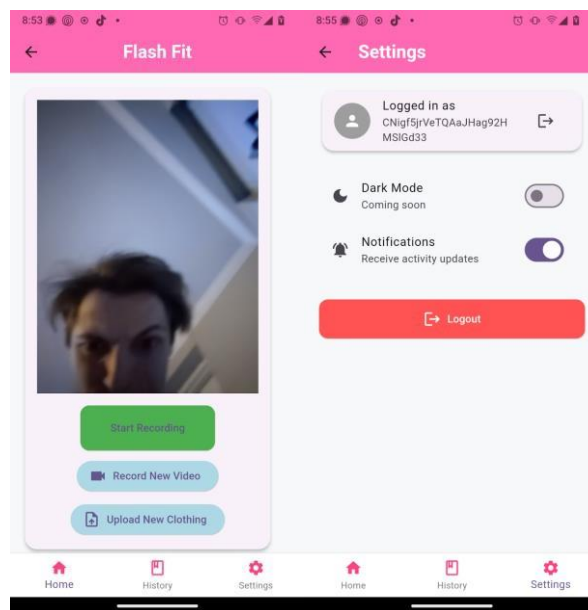 8:53
Flash Fit
Start Recording
Record New Video
Upload New Clothing
Home
History
Settings
8:55
Settings
Logged in as
CNigf5jrVeTQAaJHag92H
MSIGd33
Dark Mode
Coming soon
Notifications
Receive activity updates
Logout
Home
History
Settings